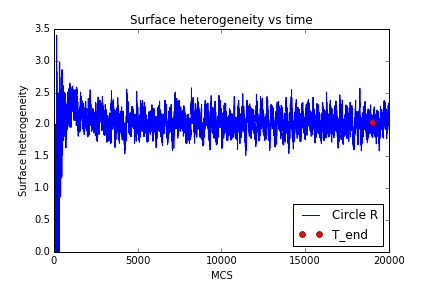 Surface heterogeneity vs time
3.5
3.0
2.5
2.0
1.5
1.0
0.5
0.0
Surface heterogeneity
0
5000
10000
15000
20000
MCS
Circle R
T_end